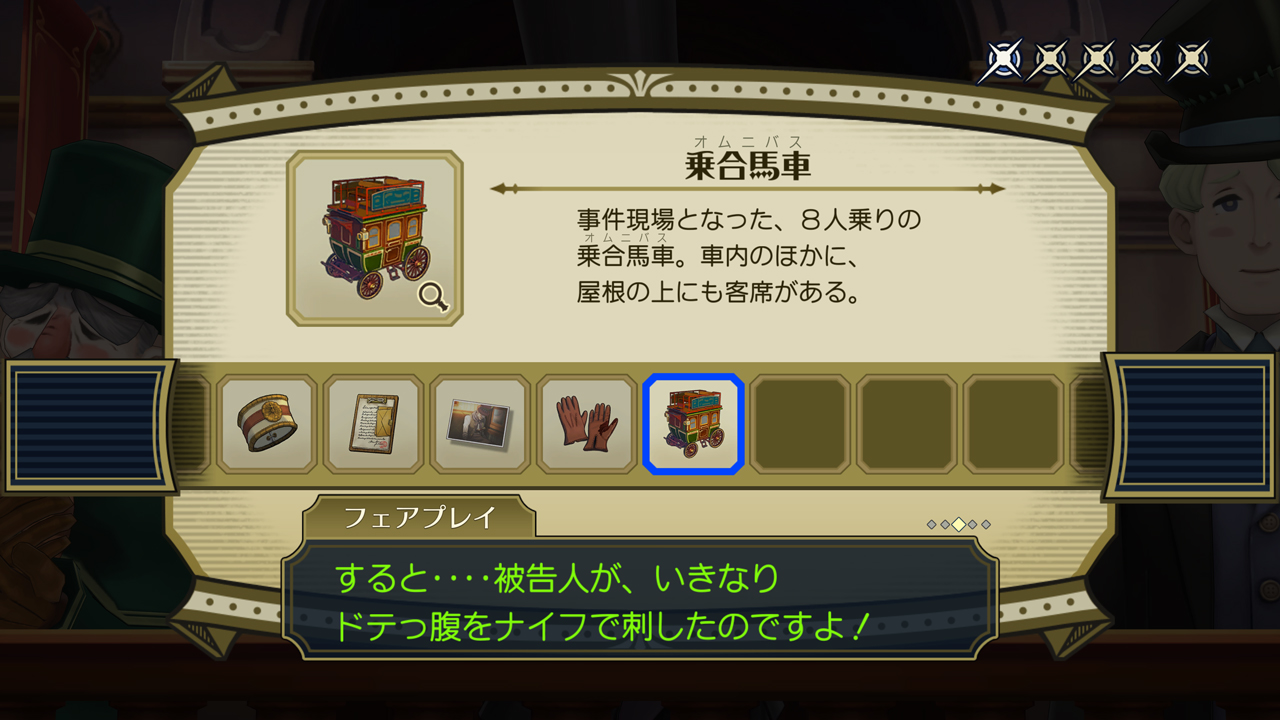 オムニバス
乗合馬車
事件現場となった、８人乗りの
オムニバス
乗合馬車。車内のほかに、
屋根の上にも客席がある。
フェアプレイ
すると‥‥被告人が、いきなり
ドテっ腹をナイフで刺したのですよ！